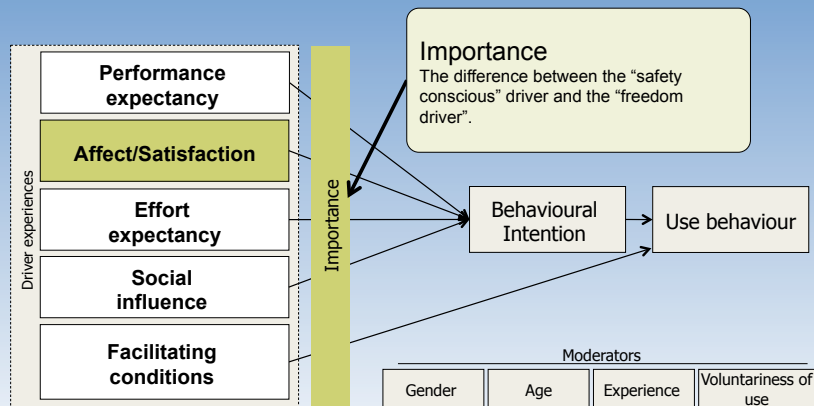 Importance
The difference between the “safety
conscious” driver and the “freedom
driver”.
Driver experiences
Performance
expectancy
Affect/Satisfaction
Effort
expectancy
Social
influence
Facilitating
conditions
Importance
Behavioural
Intention
Use behaviour
Moderators
Gender
Age
Experience
Voluntariness of
use